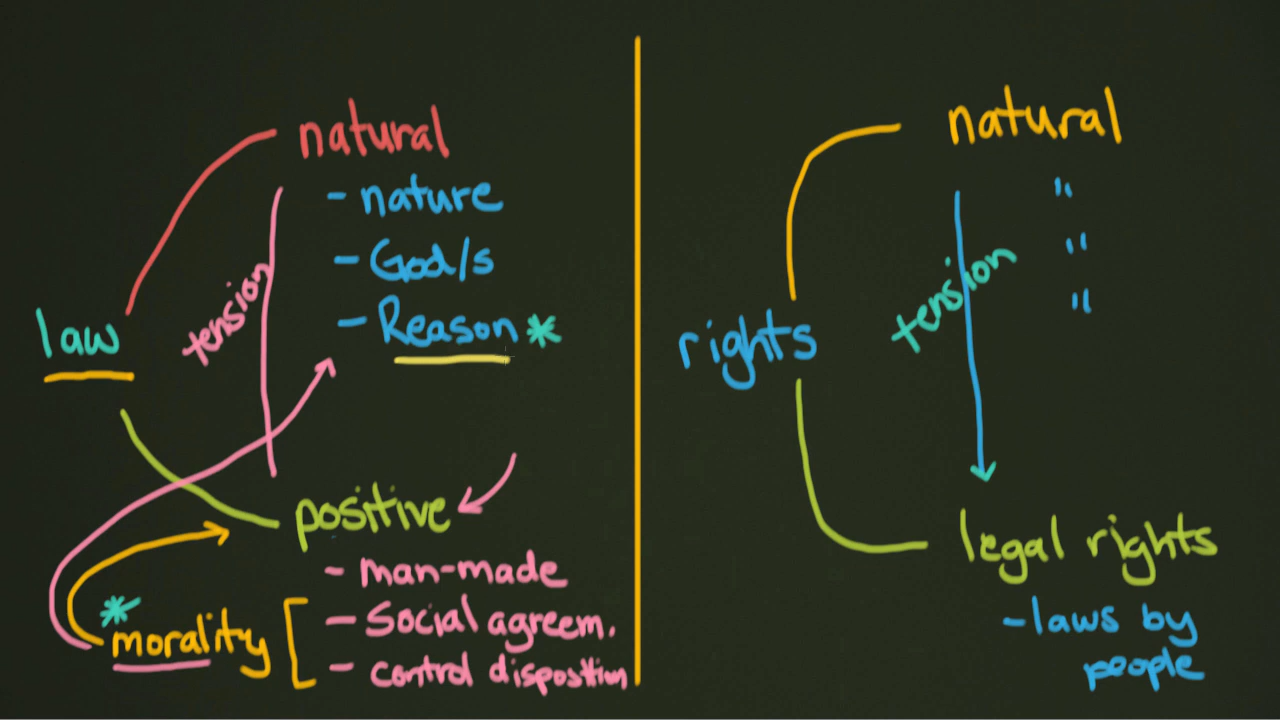 natural
- nature
- God/s
- Reason *
tension
law
positive
- man-made
- Social agreem.
- control disposition
* morality
natural
"
"
"
tension
rights
legal rights
- laws by
people